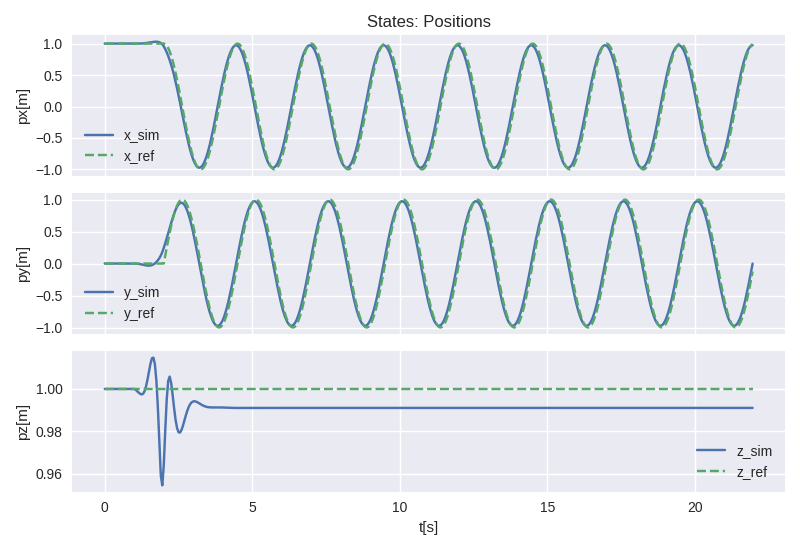 States: Positions
px[m]
1.0
0.5
0.0
−0.5
−1.0
x_sim
x_ref
py[m]
1.0
0.5
0.0
−0.5
−1.0
y_sim
y_ref
pz[m]
1.00
0.98
0.96
z_sim
z_ref
0 5 10 15 20
t[s]